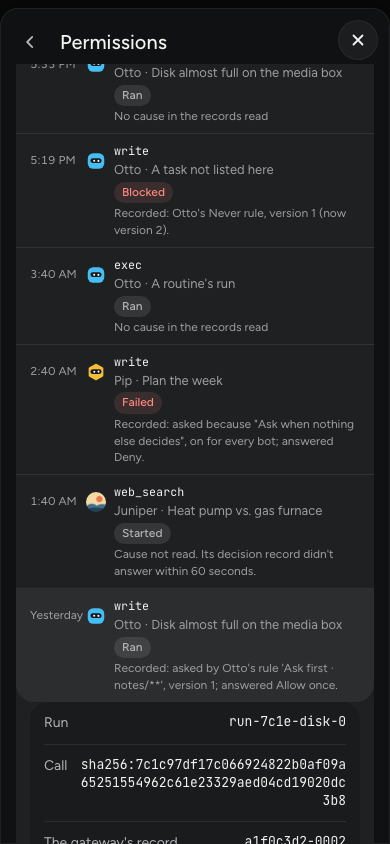 Permissions
5:33 PM
Otto · Disk almost full on the media box
Ran
No cause in the records read
5:19 PM
write
Otto · A task not listed here
Blocked
Recorded: Otto's Never rule, version 1 (now
version 2).
3:40 AM
exec
Otto · A routine's run
Ran
No cause in the records read
2:40 AM
write
Pip · Plan the week
Failed
Recorded: asked because "Ask when nothing
else decides", on for every bot; answered
Deny.
1:40 AM
web_search
Juniper · Heat pump vs. gas furnace
Started
Cause not read. Its decision record didn't
answer within 60 seconds.
Yesterday
write
Otto · Disk almost full on the media box
Ran
Recorded: asked by Otto's rule 'Ask first ·
notes/**', version 1; answered Allow once.
Run
run-7c1e-disk-0
Call
sha256:7c1c97df17c066924822b0af09a
65251554962c61e23329aed04cd19020dc
3b8
The gateway's record
a1f0c3d2-0002